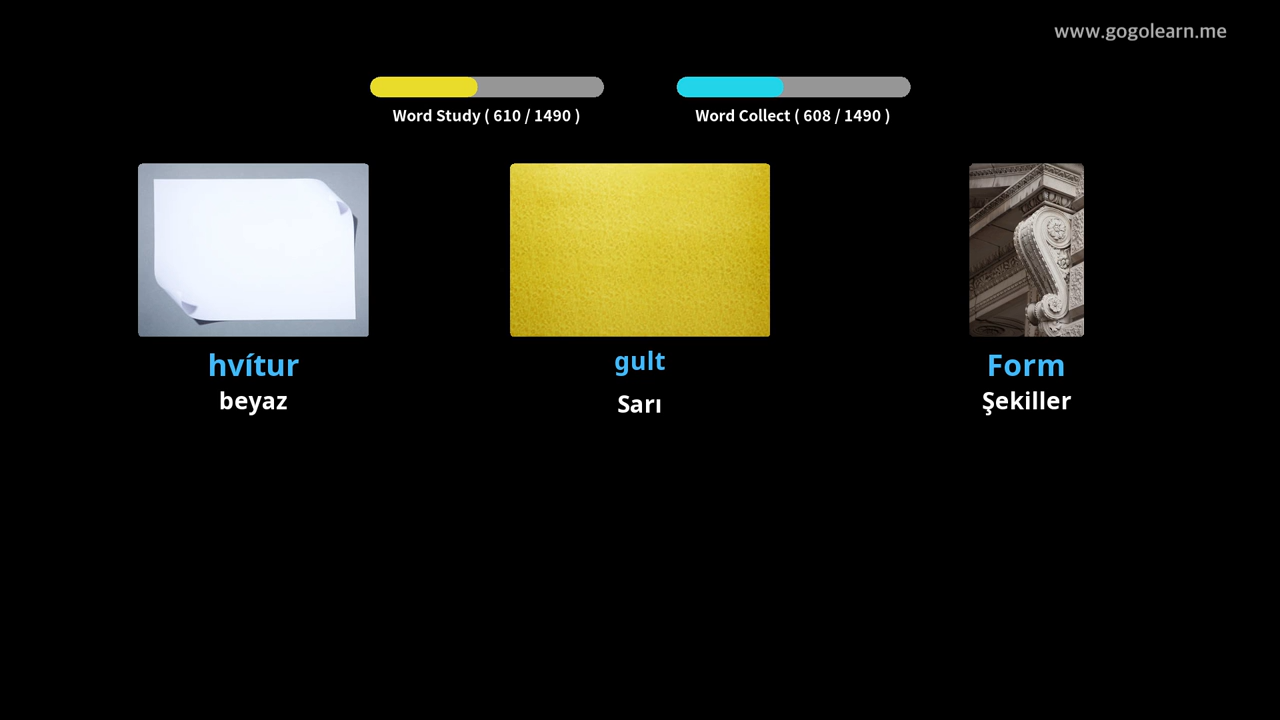 www.gogolearn.me
Word Study ( 610 / 1490 )
Word Collect ( 608 / 1490 )
hvítur
beyaz
gult
Sarı
Form
Şekiller